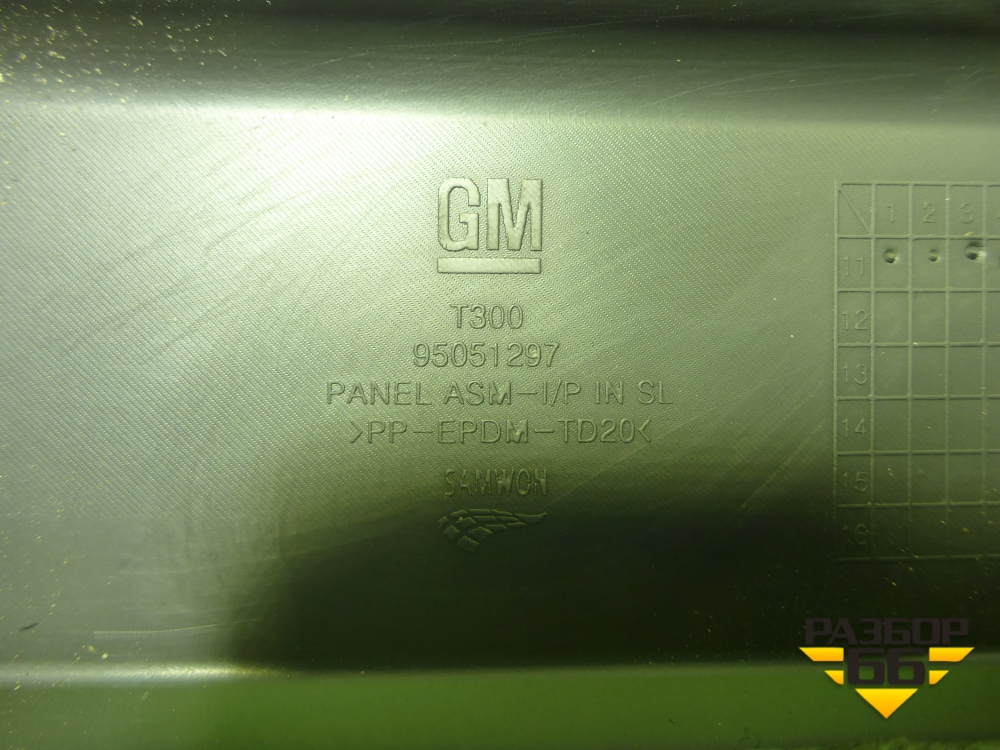 GM
T300
95051297
PANEL ASM-I/P IN SL
>PP-EPDM-TD20<
SAMWON
1 2 3
11
12
13
14
15
16
РАЗБОР
66